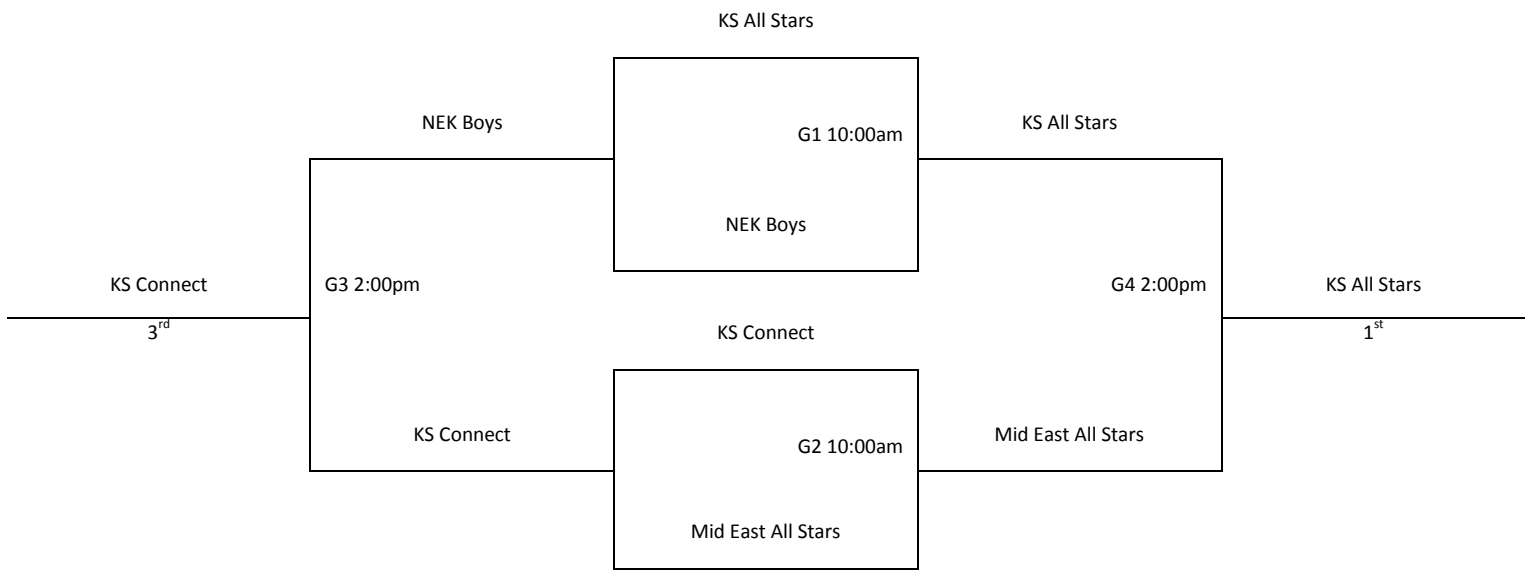 KS All Stars
NEK Boys
G1 10:00am
KS All Stars
NEK Boys
KS Connect
G3 2:00pm
G4 2:00pm
KS All Stars
3rd
KS Connect
1st
KS Connect
G2 10:00am
Mid East All Stars
Mid East All Stars